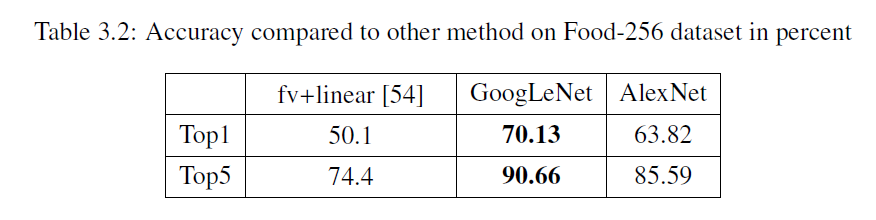 Table 3.2: Accuracy compared to other method on Food-256 dataset in percent
fv+linear [54] GoogLeNet AlexNet
Top1 50.1 70.13 63.82
Top5 74.4 90.66 85.59